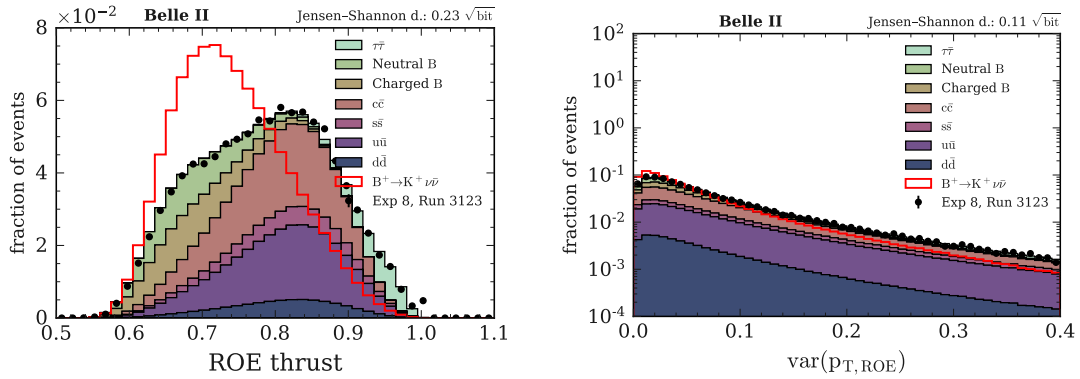 ×10⁻² Belle II Jensen–Shannon d.: 0.23 √bit
8
6
4
2
0
fraction of events
ττ̄
Neutral B
Charged B
cc̄
ss̄
uū
dd̄
B⁺→K⁺νν̄
Exp 8, Run 3123
0.5 0.6 0.7 0.8 0.9 1.0 1.1
ROE thrust
Belle II Jensen–Shannon d.: 0.11 √bit
10²
10¹
10⁰
10⁻¹
10⁻²
10⁻³
10⁻⁴
fraction of events
ττ̄
Neutral B
Charged B
cc̄
ss̄
uū
dd̄
B⁺→K⁺νν̄
Exp 8, Run 3123
0.0 0.1 0.2 0.3 0.4
var(p_T, ROE)